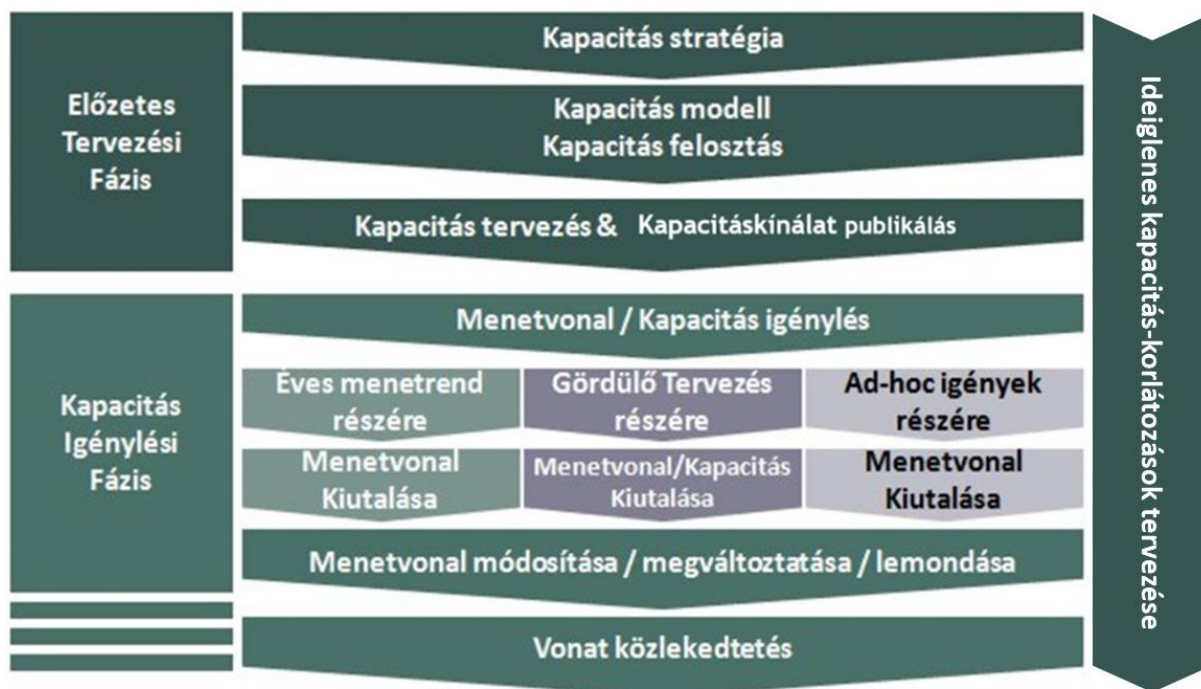 Előzetes
Tervezési
Fázis
Kapacitás stratégia
Kapacitás modell
Kapacitás felosztás
Kapacitás tervezés & Kapacitáskínálat publikálás
Kapacitás
Igénylési
Fázis
Menetvonal / Kapacitás igénylés
Éves menetrend
részére
Gördülő Tervezés
részére
Ad-hoc igények
részére
Menetvonal
Kiutalása
Menetvonal/Kapacitás
Kiutalása
Menetvonal
Kiutalása
Menetvonal módosítása / megváltoztatása / lemondása
Vonat közlekedtetés
Ideiglenes kapacitás-korlátozások tervezése